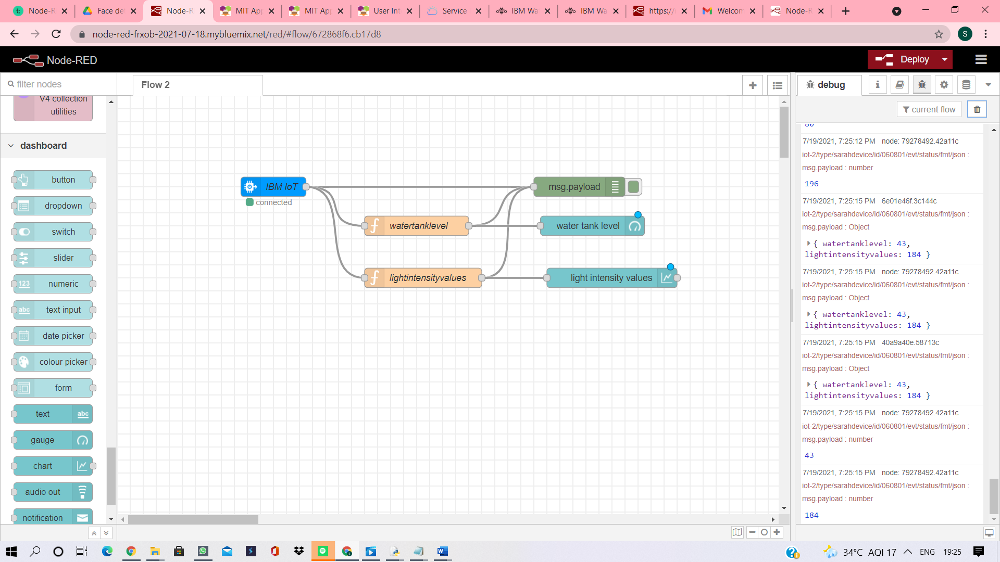 Node-R
Face de
Node-R
MIT App
MIT App
User Int
Service
IBM Wa
IBM Wa
https://
Welcom
Node-R
node-red-frxob-2021-07-18.mybluemix.net/red/#flow/672868f6.cb17d8
S
Node-RED
Deploy
filter nodes
Flow 2
debug
current flow
V4 collection
utilities
dashboard
button
dropdown
switch
slider
123 numeric
abc text input
date picker
colour picker
form
text abc
gauge
chart
audio out
notification
IBM IoT
connected
msg.payload
watertanklevel
water tank level
lightintensityvalues
light intensity values
80
7/19/2021, 7:25:12 PM node: 79278492.42a11c
iot-2/type/sarahdevice/id/060801/evt/status/fmt/json :
msg.payload : number
196
7/19/2021, 7:25:15 PM 6e01e46f.3c144c
iot-2/type/sarahdevice/id/060801/evt/status/fmt/json :
msg.payload : Object
{ watertanklevel: 43,
lightintensityvalues: 184 }
7/19/2021, 7:25:15 PM node: 79278492.42a11c
iot-2/type/sarahdevice/id/060801/evt/status/fmt/json :
msg.payload : Object
{ watertanklevel: 43,
lightintensityvalues: 184 }
7/19/2021, 7:25:15 PM 40a9a40e.58713c
iot-2/type/sarahdevice/id/060801/evt/status/fmt/json :
msg.payload : Object
{ watertanklevel: 43,
lightintensityvalues: 184 }
7/19/2021, 7:25:15 PM node: 79278492.42a11c
iot-2/type/sarahdevice/id/060801/evt/status/fmt/json :
msg.payload : number
43
7/19/2021, 7:25:15 PM node: 79278492.42a11c
iot-2/type/sarahdevice/id/060801/evt/status/fmt/json :
msg.payload : number
184
34°C AQI 17 ENG 19:25